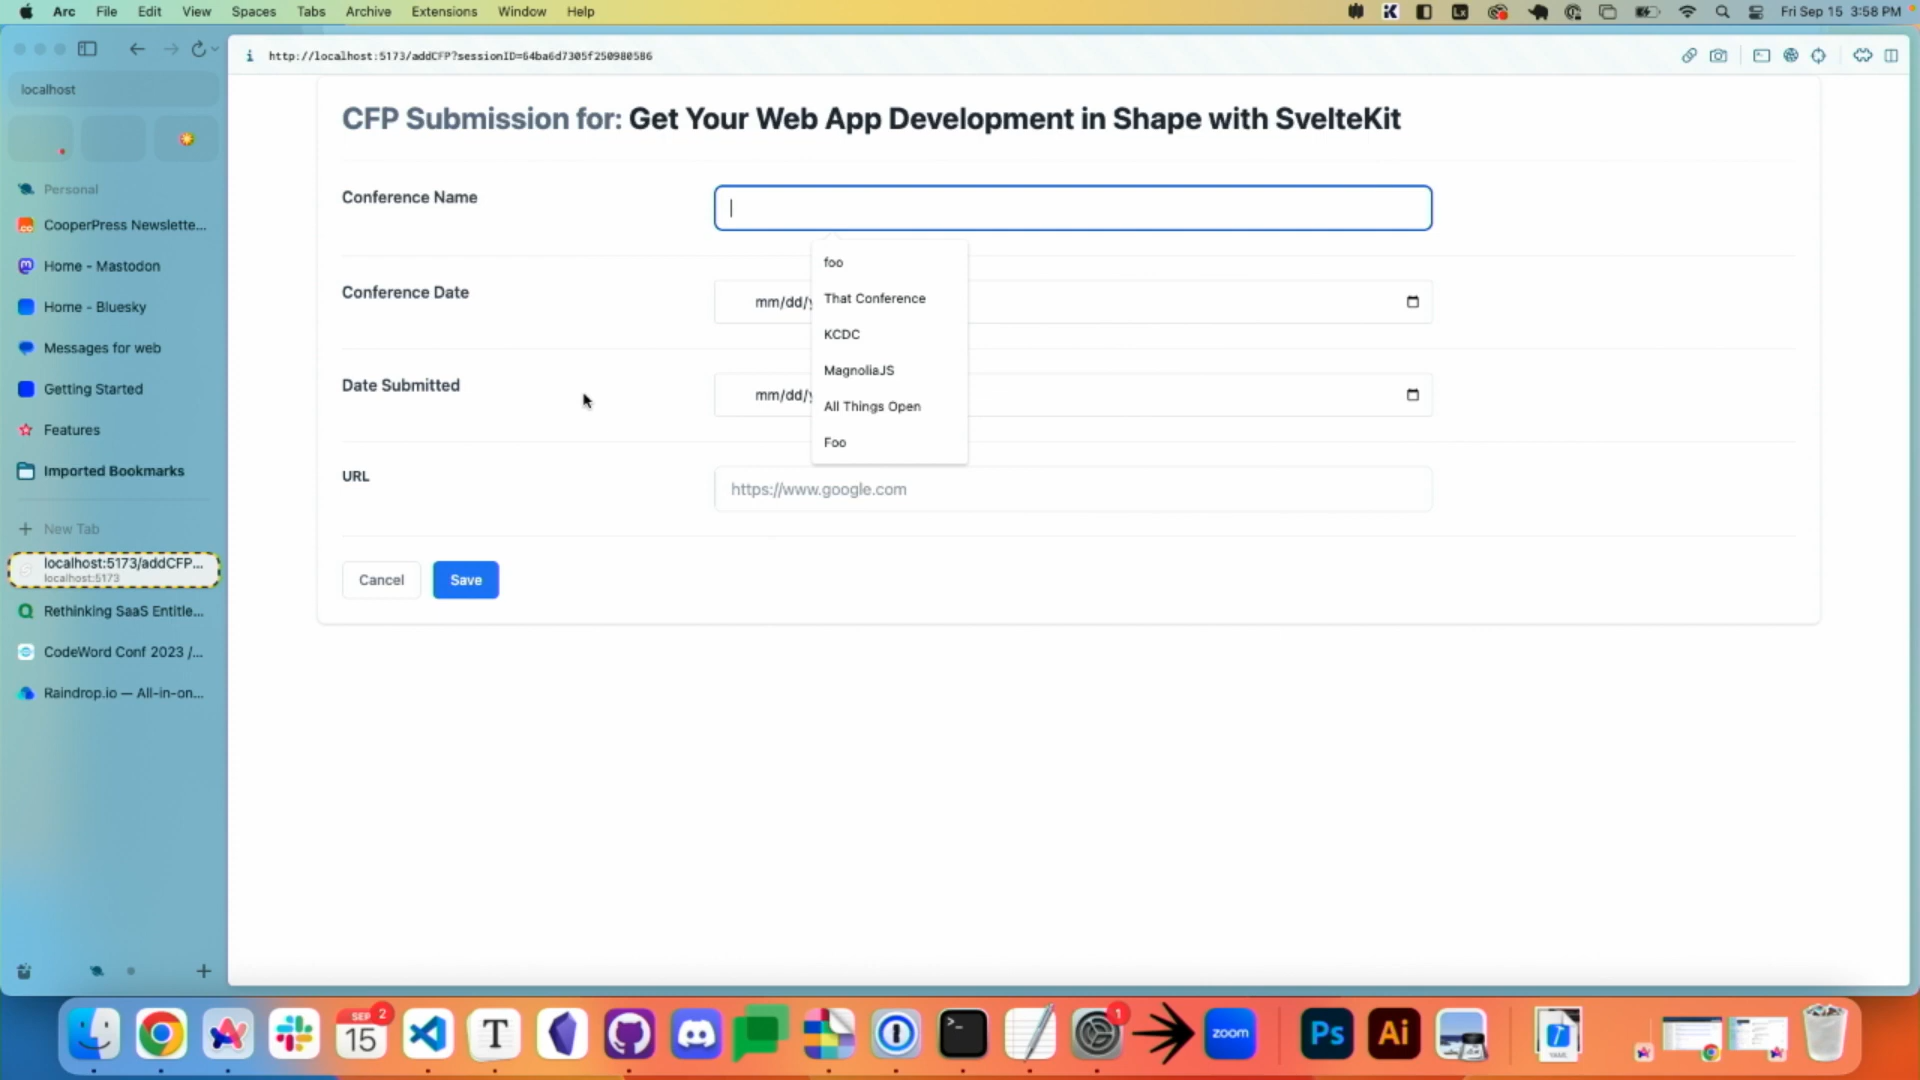 Arc File Edit View Spaces Tabs Archive Extensions Window Help Fri Sep 15 3:58 PM
http://localhost:5173/addCFP?sessionID=64ba6d7305f250980586
localhost
CFP Submission for: Get Your Web App Development in Shape with SvelteKit
Personal
CooperPress Newslette...
Home - Mastodon
Home - Bluesky
Messages for web
Getting Started
Features
Imported Bookmarks
New Tab
localhost:5173/addCFP...
localhost:5173
Rethinking SaaS Entitle...
CodeWord Conf 2023 /...
Raindrop.io — All-in-on...
Conference Name
foo
That Conference
KCDC
MagnoliaJS
All Things Open
Foo
Conference Date
mm/dd/y
Date Submitted
mm/dd/y
URL
https://www.google.com
Cancel Save
SEP 2
15
T
1
zoom
Ps
Ai
YAML